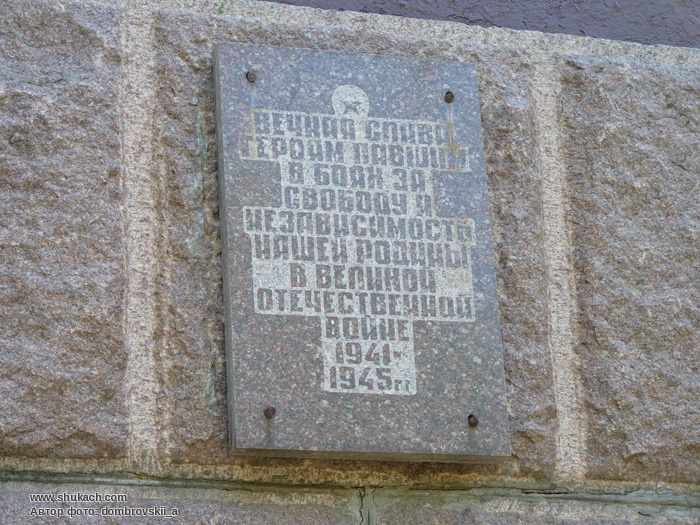 ВЕЧНАЯ СЛАВА
ГЕРОЯМ ПАВШИМ
В БОЯХ ЗА
СВОБОДУ И
НЕЗАВИСИМОСТЬ
НАШЕЙ РОДИНЫ
В ВЕЛИКОЙ
ОТЕЧЕСТВЕННОЙ
ВОЙНЕ
1941-
1945гг
www.shukach.com
Автор фото: dombrovskii_a